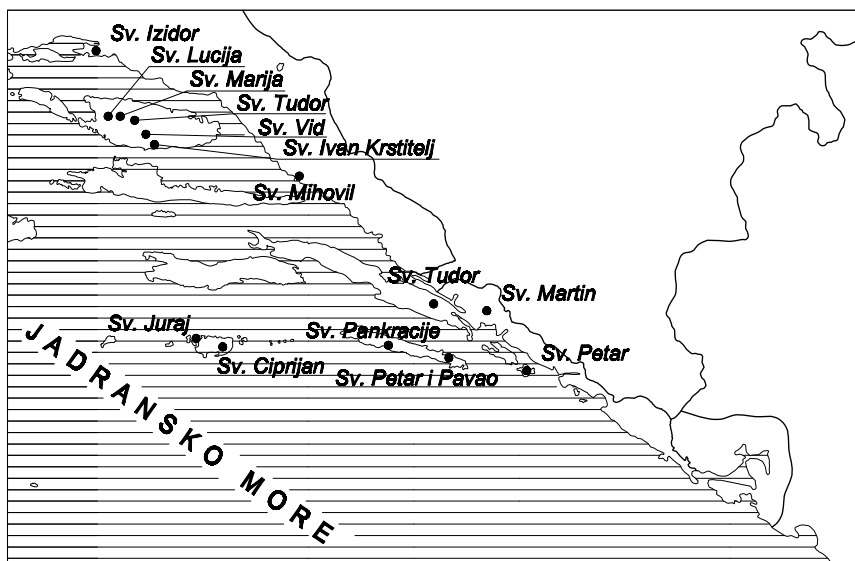 Sv. Izidor
Sv. Lucija
Sv. Marija
Sv. Tudor
Sv. Vid
Sv. Ivan Krstitelj
Sv. Mihovil
Sv. Tudor
Sv. Martin
Sv. Juraj
Sv. Pankracije
Sv. Petar
Sv. Ciprijan
Sv. Petar i Pavao
JADRANSKO MORE